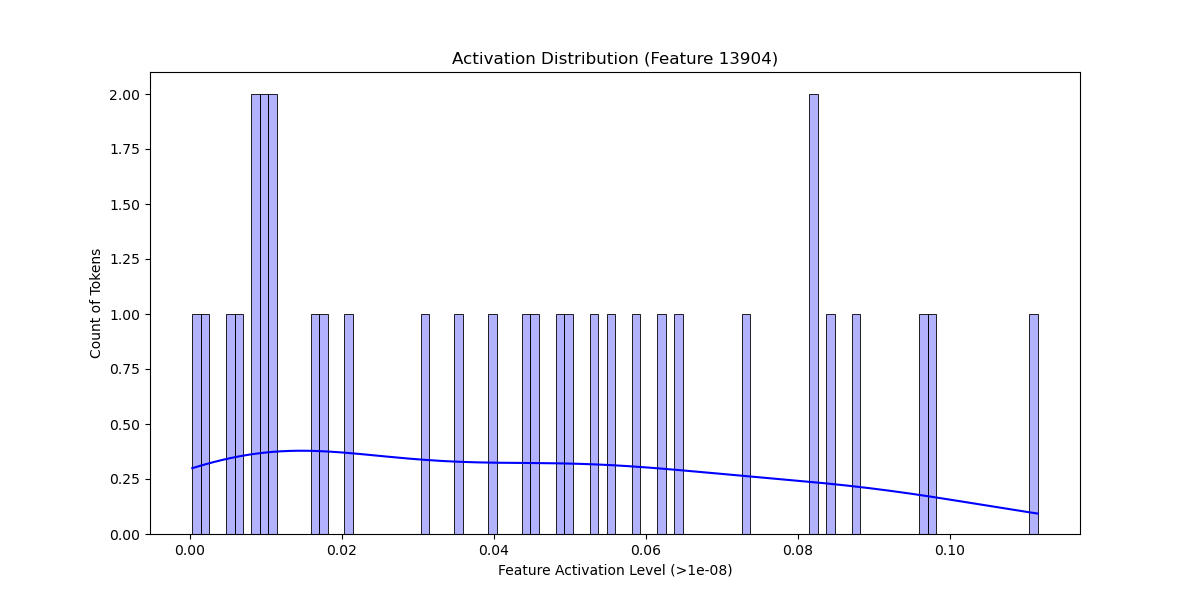 Activation Distribution (Feature 13904)
2.00
1.75
1.50
1.25
1.00
0.75
0.50
0.25
0.00
Count of Tokens
0.00 0.02 0.04 0.06 0.08 0.10
Feature Activation Level (>1e-08)